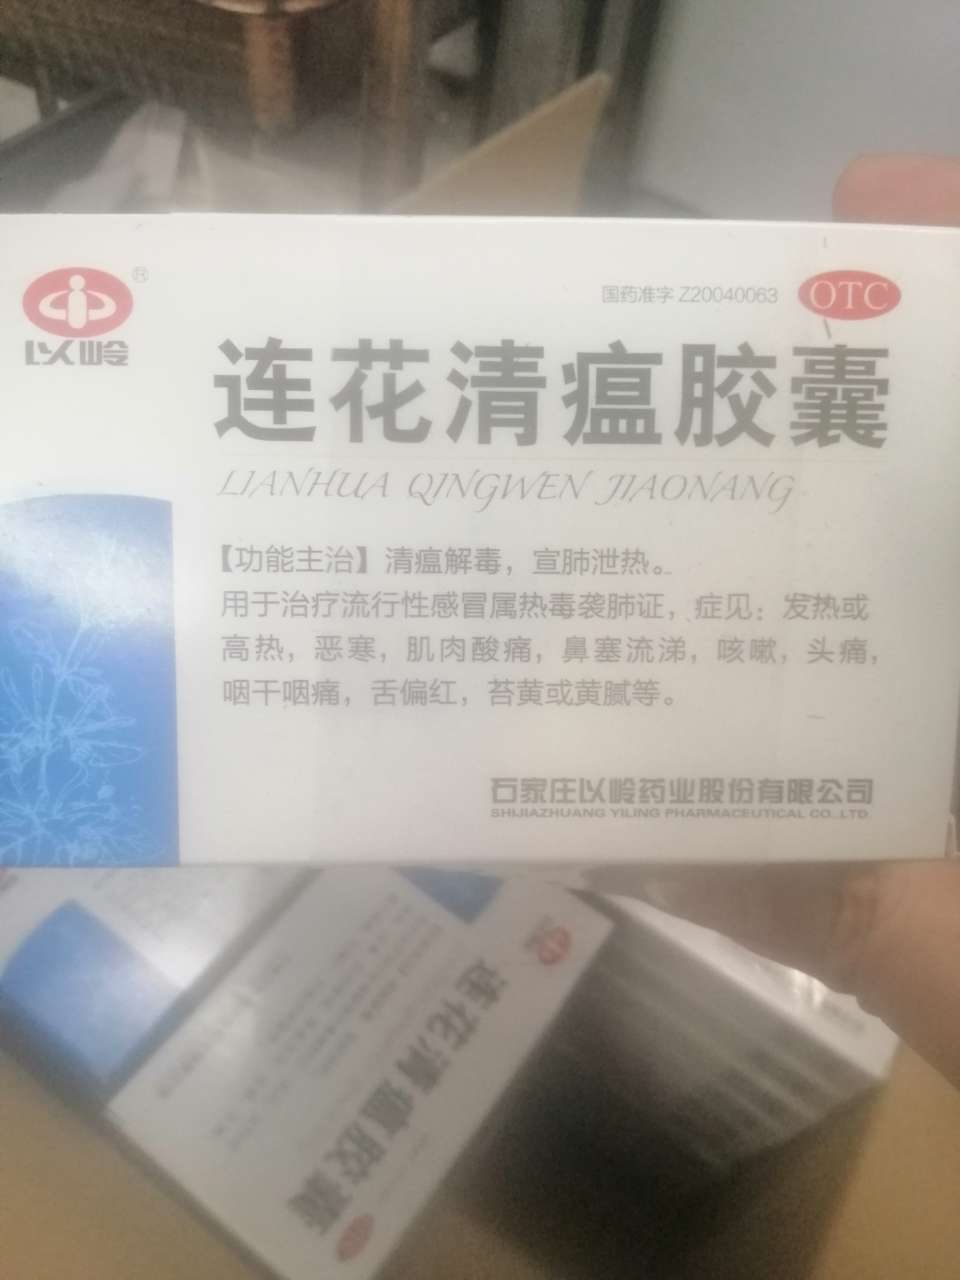 ®
以岭
国药准字 Z20040063
OTC
连花清瘟胶囊
LIANHUA QINGWEN JIAONANG
【功能主治】清瘟解毒，宣肺泄热。
用于治疗流行性感冒属热毒袭肺证，症见：发热或
高热，恶寒，肌肉酸痛，鼻塞流涕，咳嗽，头痛，
咽干咽痛，舌偏红，苔黄或黄腻等。
石家庄以岭药业股份有限公司
SHIJIAZHUANG YILING PHARMACEUTICAL CO.,LTD
连花清瘟胶囊